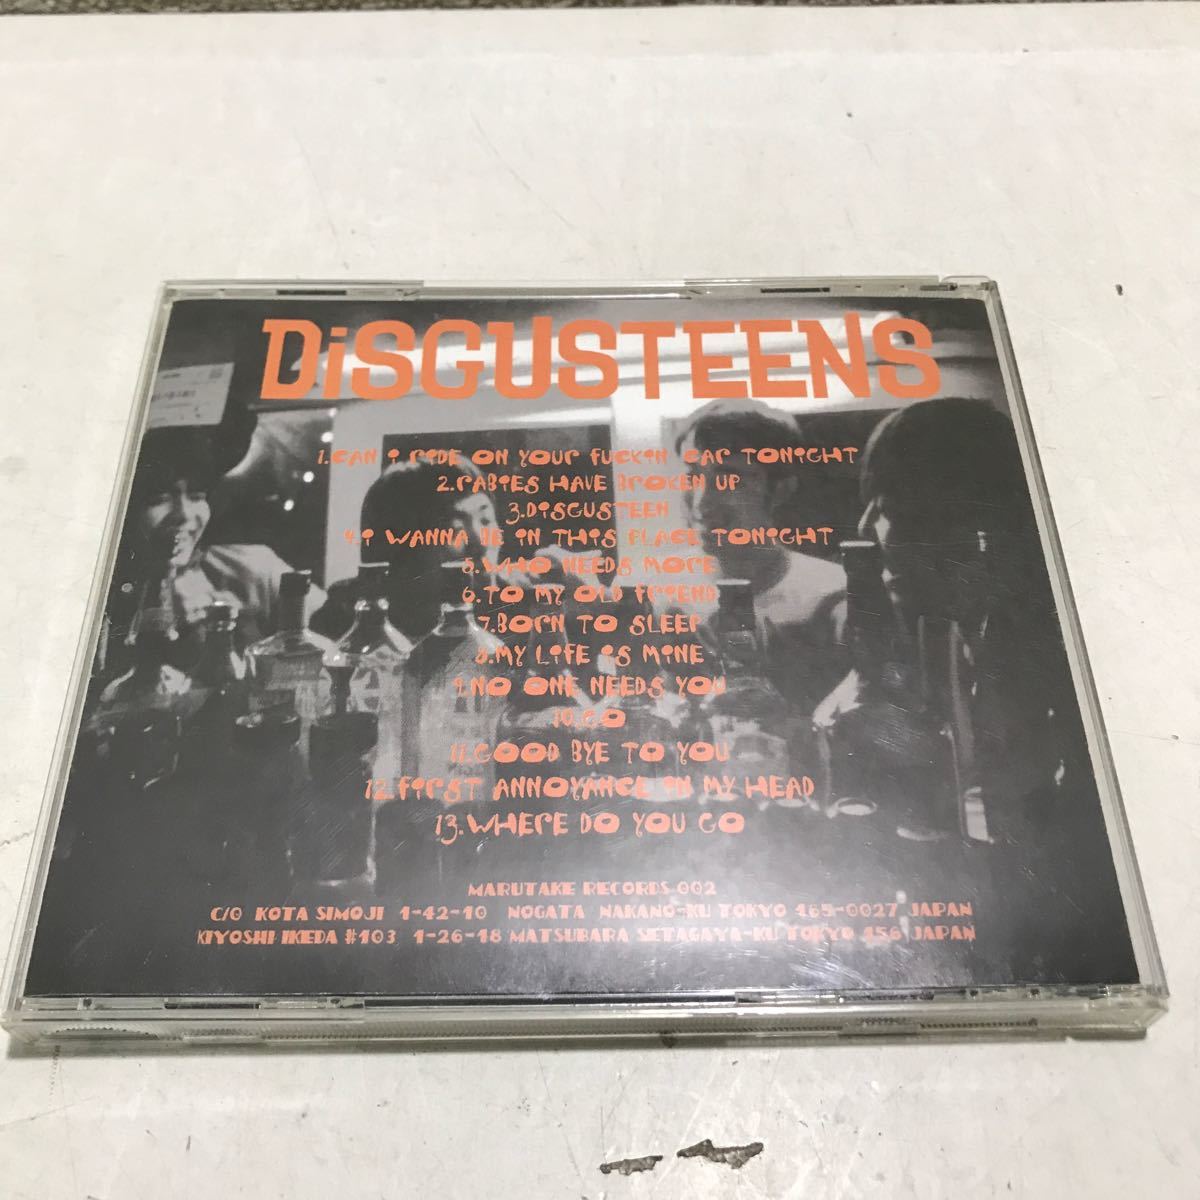 DiSGUSTEENS
1.CAN i RiDE ON YOUR FUCKiN CAR TONiGHT
2.RABiES HAVE BROKEN UP
3.DiSGUSTEEN
4.i WANNA BE iN THiS PLACE TONiGHT
5.WHO NEEDS MORE
6.TO MY OLD FRiEND
7.BORN TO SLEEP
8.MY LiFE iS MiNE
9.NO ONE NEEDS YOU
10.GO
11.GOOD BYE TO YOU
12.FiRST ANNOYANCE iN MY HEAD
13.WHERE DO YOU GO
MARUTAKE RECORDS 002
C/O KOTA SIMOJI 1-42-10 NOGATA NAKANO-KU TOKYO 165-0027 JAPAN
KIYOSHI IKEDA #103 1-26-18 MATSUBARA SETAGAYA-KU TOKYO 156 JAPAN